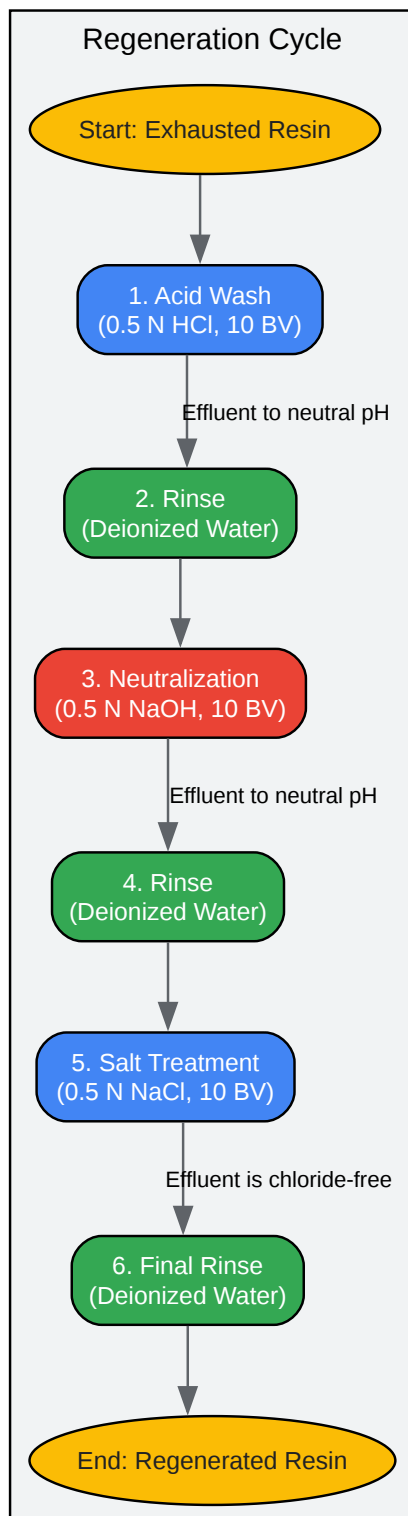 Regeneration Cycle
Start: Exhausted Resin
1. Acid Wash
(0.5 N HCl, 10 BV)
Effluent to neutral pH
2. Rinse
(Deionized Water)
3. Neutralization
(0.5 N NaOH, 10 BV)
Effluent to neutral pH
4. Rinse
(Deionized Water)
5. Salt Treatment
(0.5 N NaCl, 10 BV)
Effluent is chloride-free
6. Final Rinse
(Deionized Water)
End: Regenerated Resin